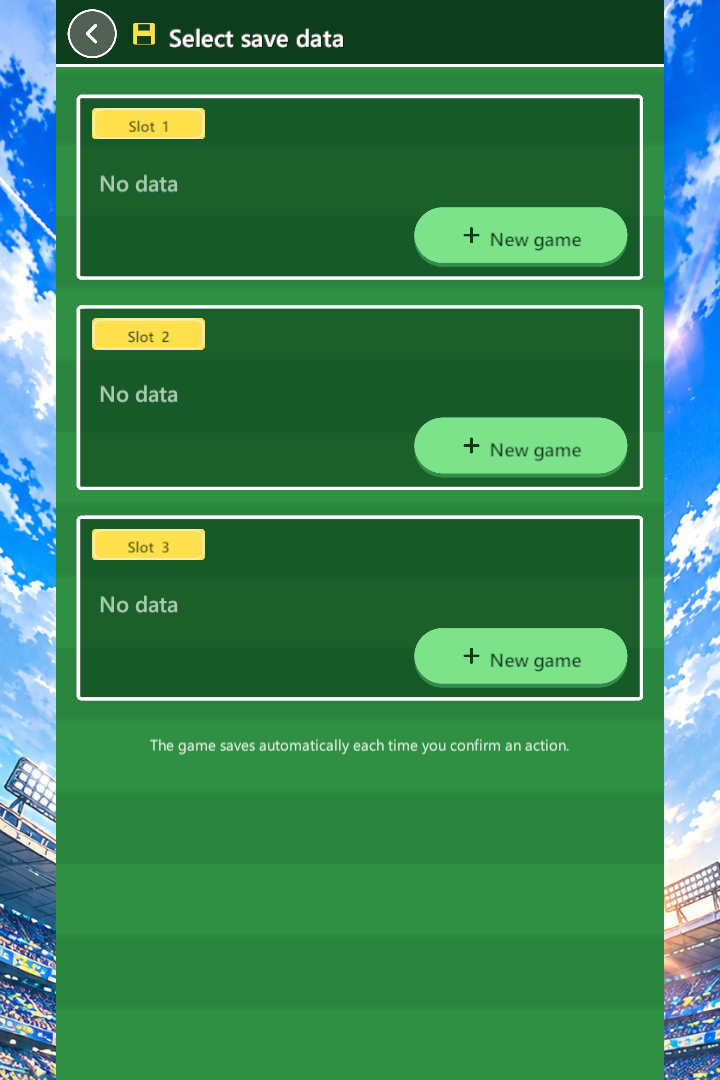 Select save data
Slot 1
No data
+ New game
Slot 2
No data
+ New game
Slot 3
No data
+ New game
The game saves automatically each time you confirm an action.